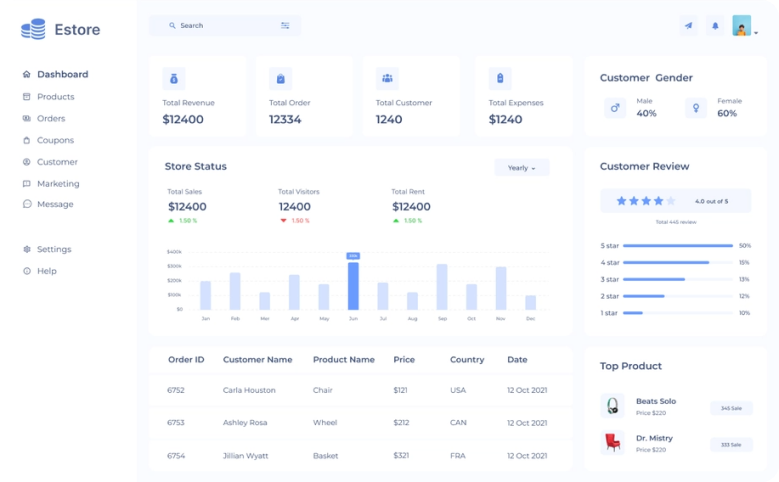 Estore
Search
Dashboard
Products
Orders
Coupons
Customer
Marketing
Message
Settings
Help
Total Revenue
$12400
Total Order
12334
Total Customer
1240
Total Expenses
$1240
Customer Gender
Male
40%
Female
60%
Store Status
Yearly
Total Sales
$12400
1.50 %
Total Visitors
12400
1.50 %
Total Rent
$12400
1.50 %
$400k
$300k
$200k
$100k
$0
Jan Feb Mar Apr May Jun Jul Aug Sep Oct Nov Dec
Customer Review
4.0 out of 5
Total 445 review
5 star 50%
4 star 15%
3 star 13%
2 star 12%
1 star 10%
Order ID Customer Name Product Name Price Country Date
6752 Carla Houston Chair $121 USA 12 Oct 2021
6753 Ashley Rosa Wheel $212 CAN 12 Oct 2021
6754 Jillian Wyatt Basket $321 FRA 12 Oct 2021
Top Product
Beats Solo
Price $220
345 Sale
Dr. Mistry
Price $220
333 Sale